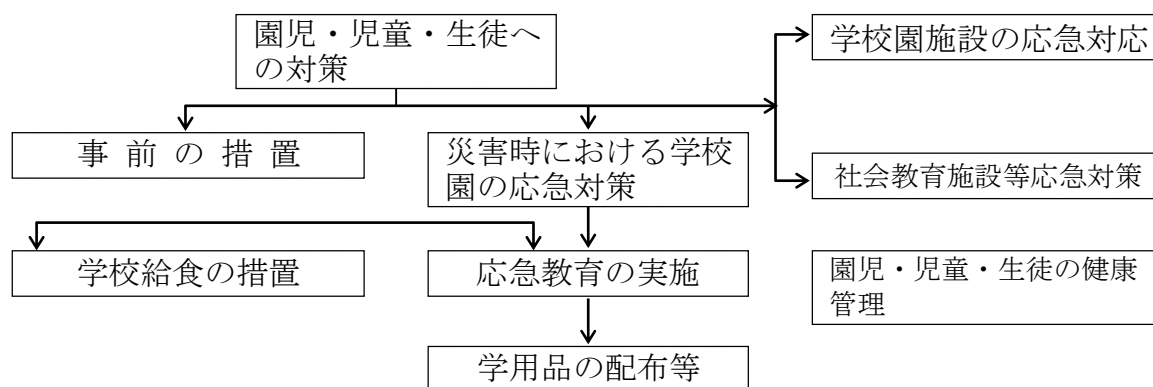 園児・児童・生徒へ
の対策
学校園施設の応急対応
事 前 の 措 置
災害時における学校
園の応急対策
社会教育施設等応急対策
学校給食の措置
応急教育の実施
園児・児童・生徒の健康
管理
学用品の配布等